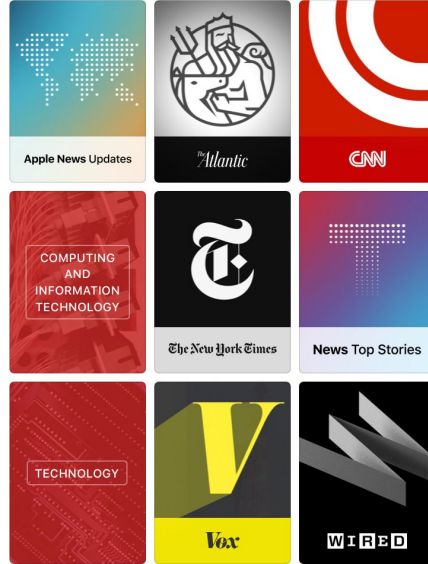 Apple News Updates
The Atlantic
CNN
COMPUTING
AND
INFORMATION
TECHNOLOGY
T
The New York Times
T
News Top Stories
TECHNOLOGY
V
Vox
W
WIRED